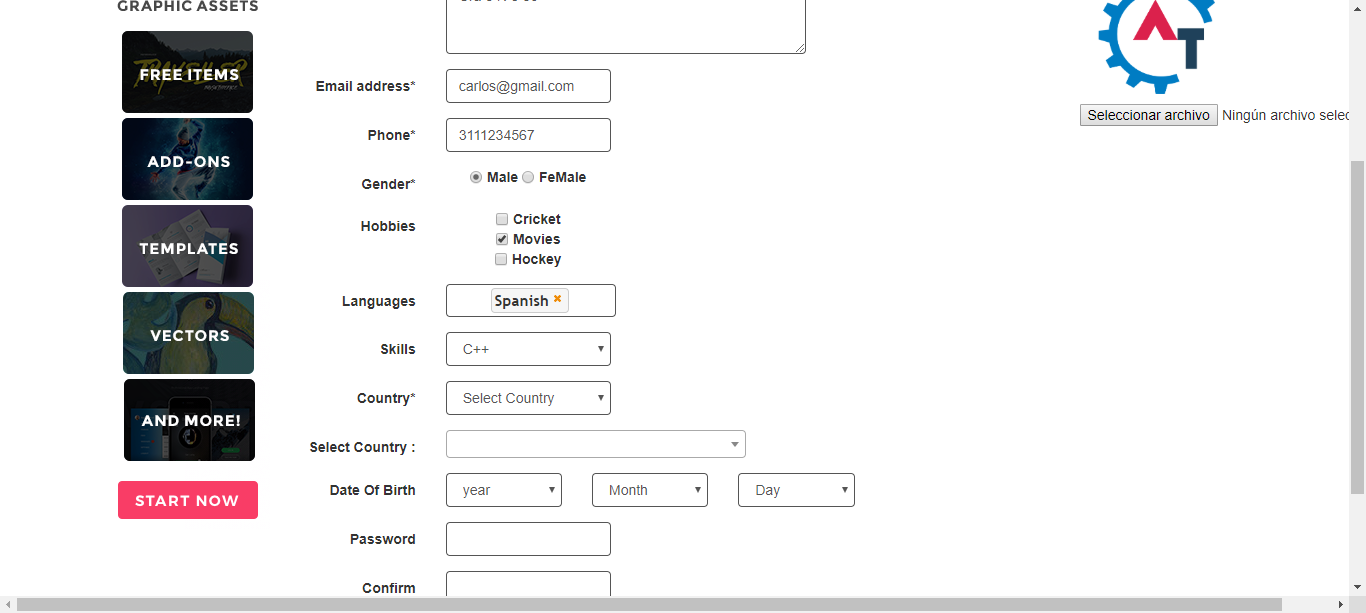 GRAPHIC ASSETS
FREE ITEMS
ADD-ONS
TEMPLATES
VECTORS
AND MORE!
START NOW
Email address* carlos@gmail.com
Phone* 3111234567
Gender* Male FeMale
Hobbies Cricket
Movies
Hockey
Languages Spanish
Skills C++
Country* Select Country
Select Country :
Date Of Birth year Month Day
Password
Confirm
AT
Seleccionar archivo Ningún archivo selec